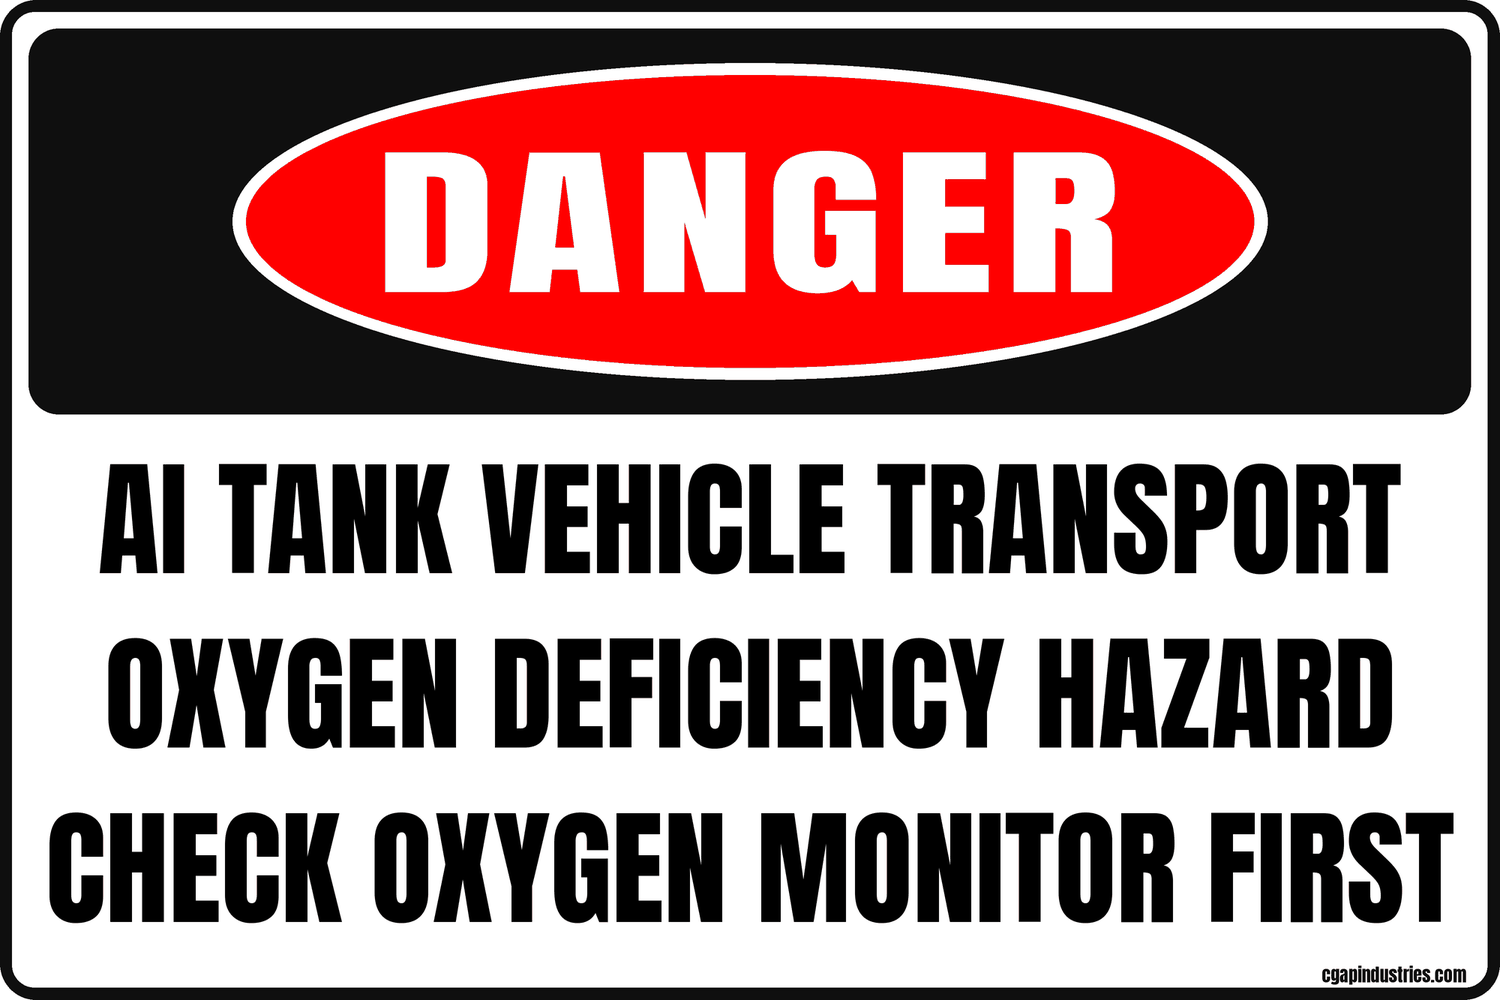 DANGER
AI TANK VEHICLE TRANSPORT
OXYGEN DEFICIENCY HAZARD
CHECK OXYGEN MONITOR FIRST
cgapindustries.com